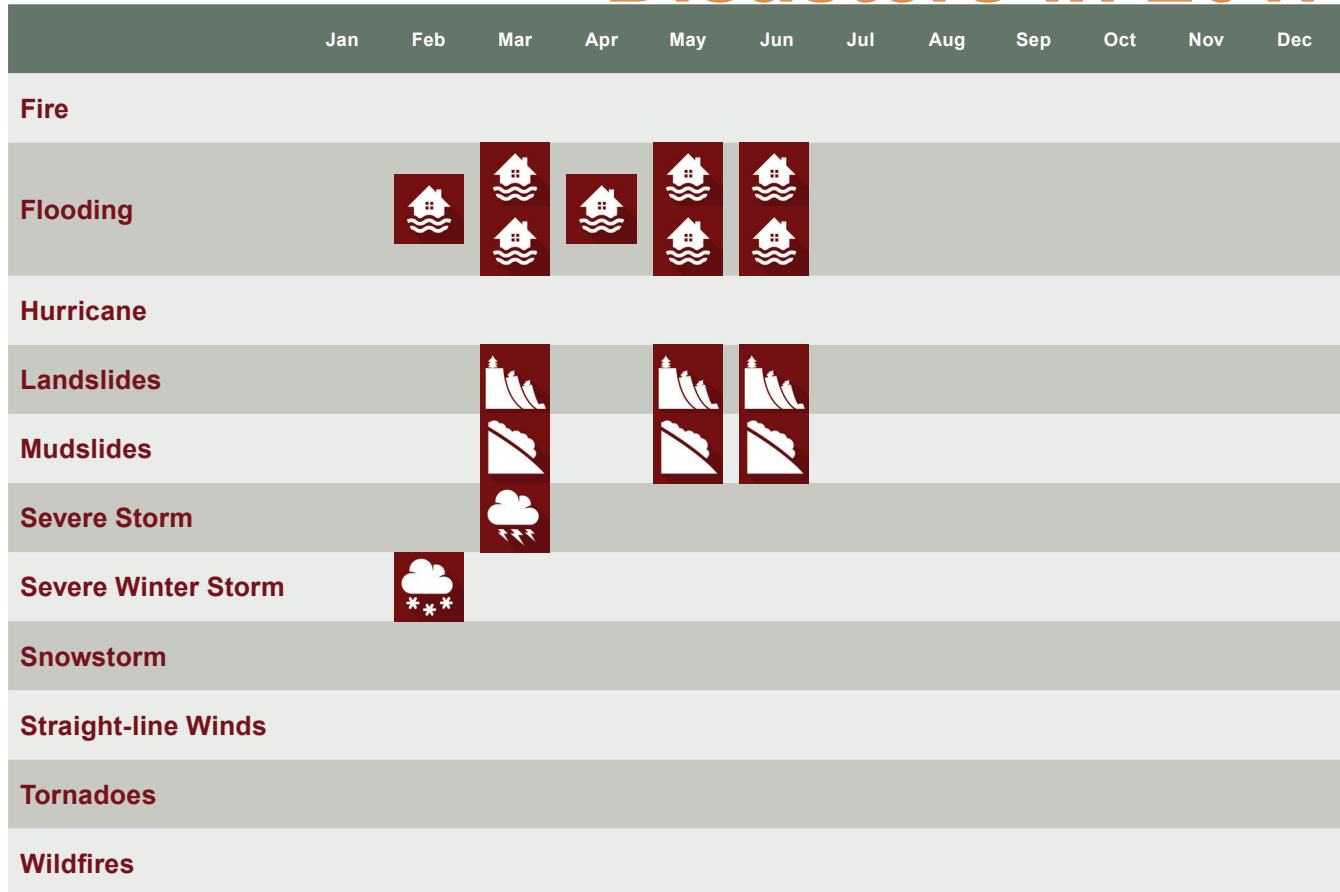 Jan Feb Mar Apr May Jun Jul Aug Sep Oct Nov Dec
Fire
Flooding
Hurricane
Landslides
Mudslides
Severe Storm
Severe Winter Storm
Snowstorm
Straight-line Winds
Tornadoes
Wildfires